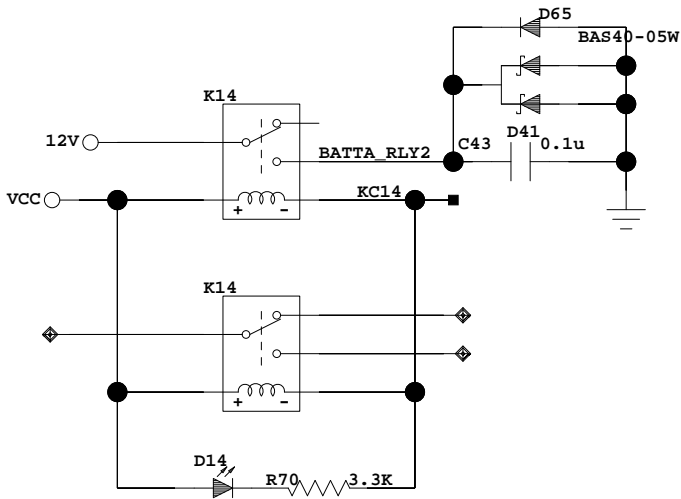 D65
BAS40-05W
K14
12V
BATTA_RLY2
C43
D41
0.1u
VCC
KC14
+ -
K14
+ -
D14
R70
3.3K